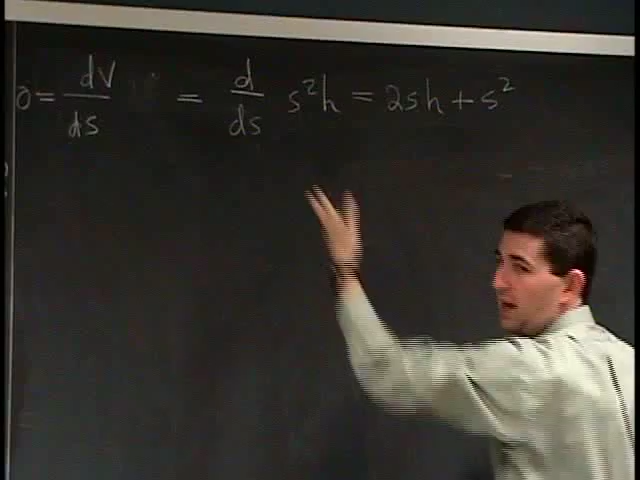 0 = dV/ds = d/ds s²h = 2sh + s²